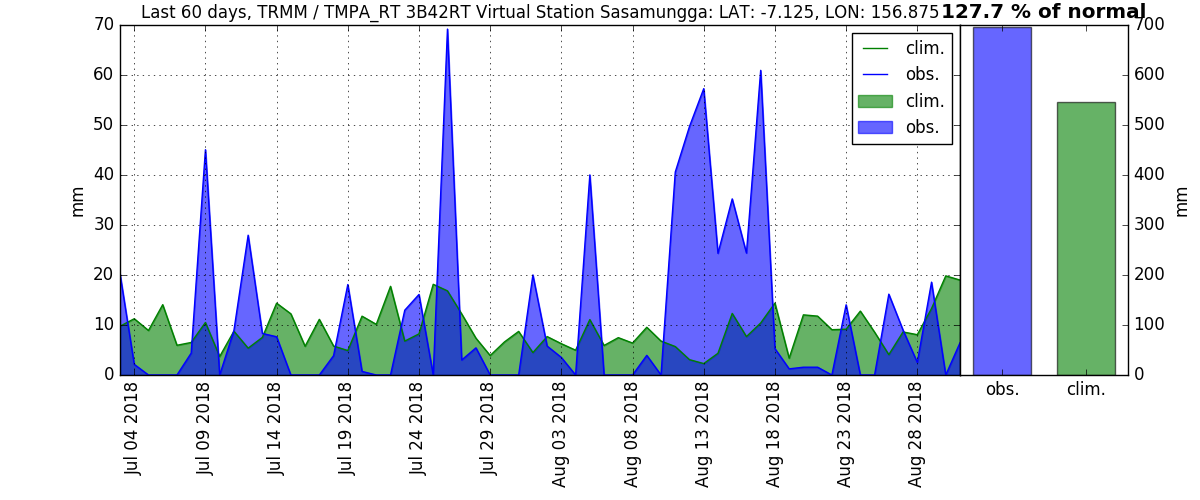 Last 60 days, TRMM / TMPA_RT 3B42RT Virtual Station Sasamungga: LAT: -7.125, LON: 156.875
127.7 % of normal
70
60
50
40
30
20
10
0
mm
clim.
obs.
clim.
obs.
Jul 04 2018
Jul 09 2018
Jul 14 2018
Jul 19 2018
Jul 24 2018
Jul 29 2018
Aug 03 2018
Aug 08 2018
Aug 13 2018
Aug 18 2018
Aug 23 2018
Aug 28 2018
obs.
clim.
700
600
500
400
300
200
100
0
mm